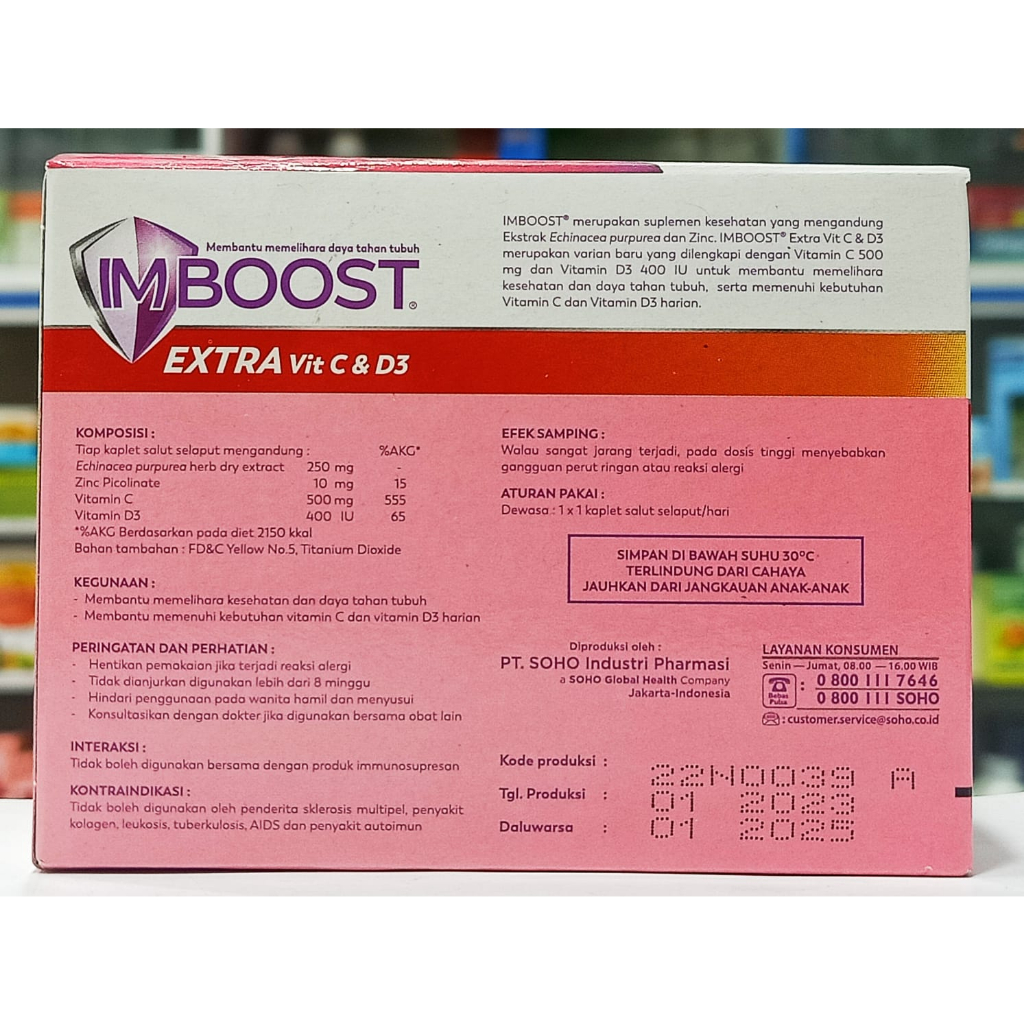 Membantu memelihara daya tahan tubuh
IMBOOST®
EXTRA Vit C & D3
IMBOOST® merupakan suplemen kesehatan yang mengandung
Ekstrak Echinacea purpurea dan Zinc. IMBOOST® Extra Vit C & D3
merupakan varian baru yang dilengkapi dengan Vitamin C 500
mg dan Vitamin D3 400 IU untuk membantu memelihara
kesehatan dan daya tahan tubuh, serta memenuhi kebutuhan
Vitamin C dan Vitamin D3 harian.
KOMPOSISI :
Tiap kaplet salut selaput mengandung : %AKG*
Echinacea purpurea herb dry extract 250 mg -
Zinc Picolinate 10 mg 15
Vitamin C 500 mg 555
Vitamin D3 400 IU 65
*%AKG Berdasarkan pada diet 2150 kkal
Bahan tambahan : FD&C Yellow No.5, Titanium Dioxide
KEGUNAAN :
- Membantu memelihara kesehatan dan daya tahan tubuh
- Membantu memenuhi kebutuhan vitamin C dan vitamin D3 harian
PERINGATAN DAN PERHATIAN :
- Hentikan pemakaian jika terjadi reaksi alergi
- Tidak dianjurkan digunakan lebih dari 8 minggu
- Hindari penggunaan pada wanita hamil dan menyusui
- Konsultasikan dengan dokter jika digunakan bersama obat lain
INTERAKSI :
Tidak boleh digunakan bersama dengan produk immunosupresan
KONTRAINDIKASI :
Tidak boleh digunakan oleh penderita sklerosis multipel, penyakit
kolagen, leukosis, tuberkulosis, AIDS dan penyakit autoimun
EFEK SAMPING :
Walau sangat jarang terjadi, pada dosis tinggi menyebabkan
gangguan perut ringan atau reaksi alergi
ATURAN PAKAI :
Dewasa : 1 x 1 kaplet salut selaput/hari
SIMPAN DI BAWAH SUHU 30°C
TERLINDUNG DARI CAHAYA
JAUHKAN DARI JANGKAUAN ANAK-ANAK
Diproduksi oleh :
PT. SOHO Industri Pharmasi
a SOHO Global Health Company
Jakarta-Indonesia
LAYANAN KONSUMEN
Senin — Jumat, 08.00 — 16.00 WIB
Bebas Pulsa : 0 800 111 7646
0 800 111 SOHO
: customer.service@soho.co.id
Kode produksi : 22N0039 A
Tgl. Produksi : 01 2023
Daluwarsa : 01 2025